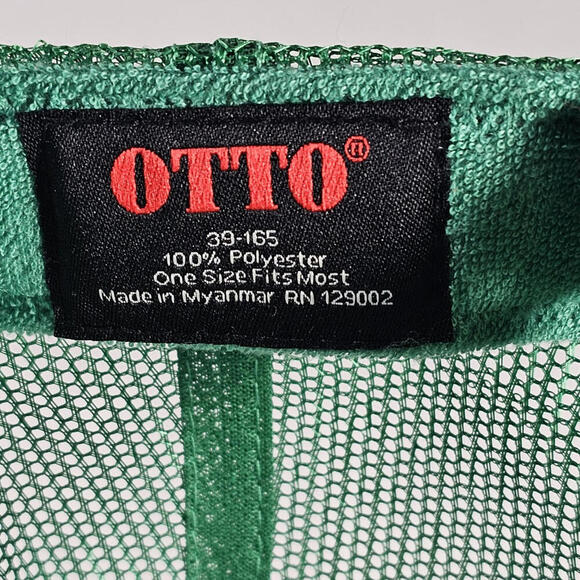 OTTO®
39-165
100% Polyester
One Size Fits Most
Made in Myanmar RN 129002